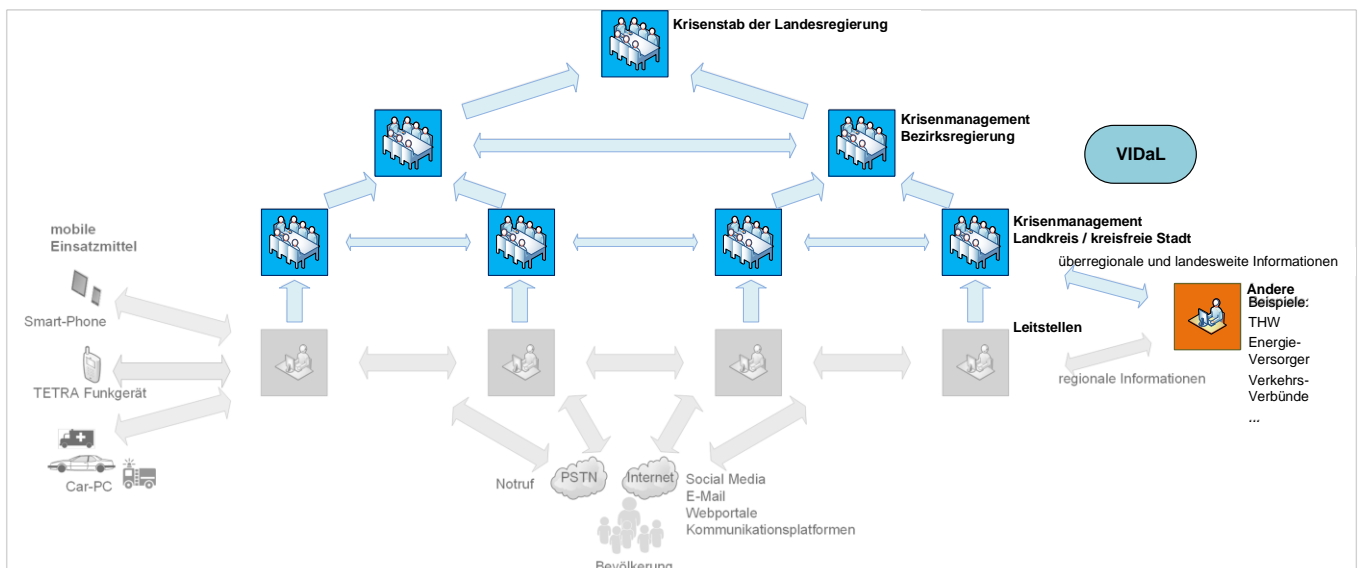 Krisenstab der Landesregierung
Krisenmanagement
Bezirksregierung
VIDaL
Krisenmanagement
Landkreis / kreisfreie Stadt
mobile
Einsatzmittel
überregionale und landesweite Informationen
Andere
Beispiele:
THW
Energie-
Versorger
Verkehrs-
Verbünde
...
Smart-Phone
Leitstellen
TETRA Funkgerät
regionale Informationen
Car-PC
Notruf
PSTN
Internet
Social Media
E-Mail
Webportale
Kommunikationsplatformen
Bevölkerung